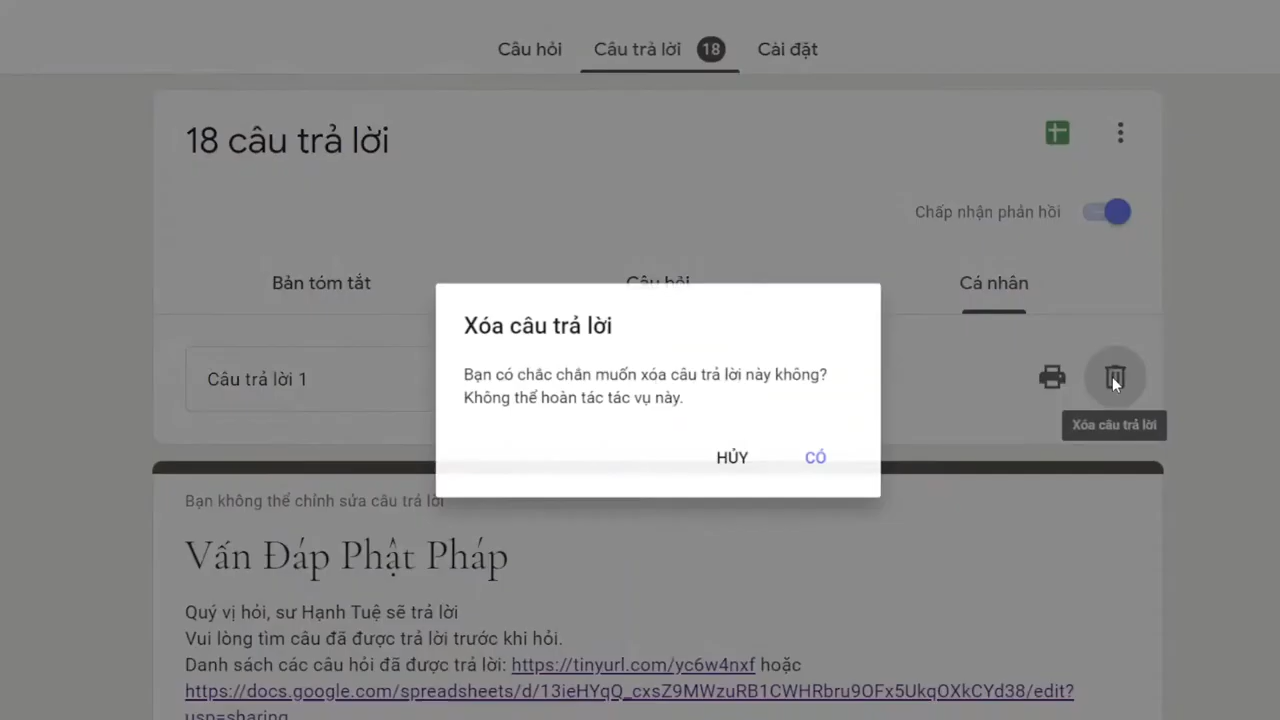 Câu hỏi Câu trả lời 18 Cài đặt
18 câu trả lời
Chấp nhận phản hồi
Bản tóm tắt Câu hỏi Cá nhân
Xóa câu trả lời
Bạn có chắc chắn muốn xóa câu trả lời này không?
Không thể hoàn tác tác vụ này.
Câu trả lời 1
Xóa câu trả lời
HỦY CÓ
Bạn không thể chỉnh sửa câu trả lời
Vấn Đáp Phật Pháp
Quý vị hỏi, sư Hạnh Tuệ sẽ trả lời
Vui lòng tìm câu đã được trả lời trước khi hỏi.
Danh sách các câu hỏi đã được trả lời: https://tinyurl.com/yc6w4nxf hoặc
https://docs.google.com/spreadsheets/d/13ieHYgQ_cxsZ9MWzuRB1CWHRbru9OFx5UkqOXkCYd38/edit?
usp=sharing